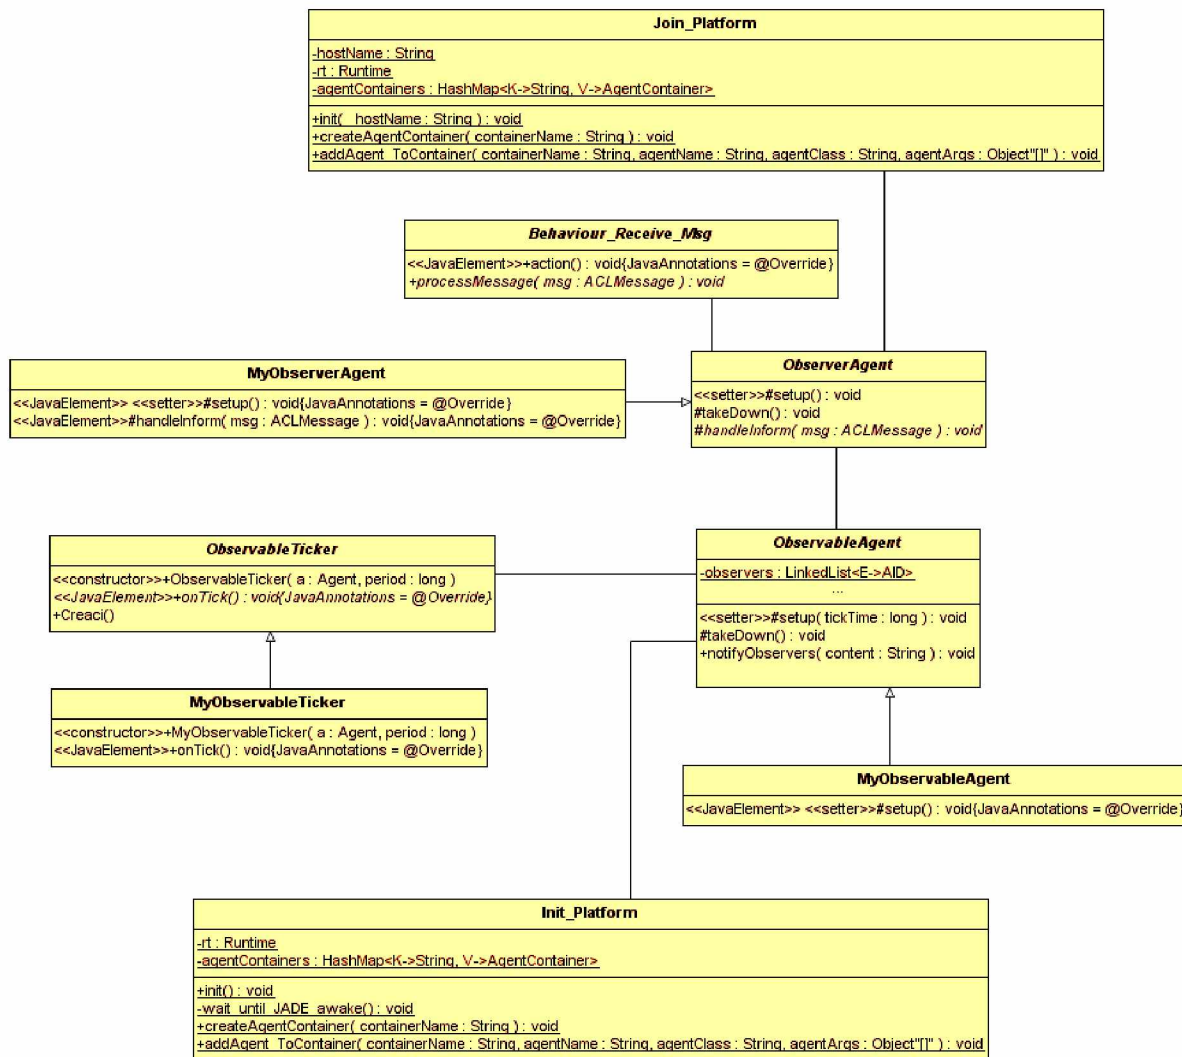 Join_Platform
-hostName : String
-rt : Runtime
-agentContainers : HashMap<K->String, V->AgentContainer>
+init( _hostName : String ) : void
+createAgentContainer( containerName : String ) : void
+addAgent_ToContainer( containerName : String, agentName : String, agentClass : String, agentArgs : Object"[]" ) : void
Behaviour_Receive_Msg
<<JavaElement>>+action() : void{JavaAnnotations = @Override}
+processMessage( msg : ACLMessage ) : void
MyObserverAgent
<<JavaElement>> <<setter>>#setup() : void{JavaAnnotations = @Override}
<<JavaElement>>#handleInform( msg : ACLMessage ) : void{JavaAnnotations = @Override}
ObserverAgent
<<setter>>#setup() : void
#takeDown() : void
#handleInform( msg : ACLMessage ) : void
ObservableTicker
<<constructor>>+ObservableTicker( a : Agent, period : long )
<<JavaElement>>+onTick() : void{JavaAnnotations = @Override}
+Creaci()
ObservableAgent
-observers : LinkedList<E->AID>
...
<<setter>>#setup( tickTime : long ) : void
#takeDown() : void
+notifyObservers( content : String ) : void
MyObservableTicker
<<constructor>>+MyObservableTicker( a : Agent, period : long )
<<JavaElement>>+onTick() : void{JavaAnnotations = @Override}
MyObservableAgent
<<JavaElement>> <<setter>>#setup() : void{JavaAnnotations = @Override}
Init_Platform
-rt : Runtime
-agentContainers : HashMap<K->String, V->AgentContainer>
+init() : void
-wait_until_JADE_awake() : void
+createAgentContainer( containerName : String ) : void
+addAgent_ToContainer( containerName : String, agentName : String, agentClass : String, agentArgs : Object"[]" ) : void